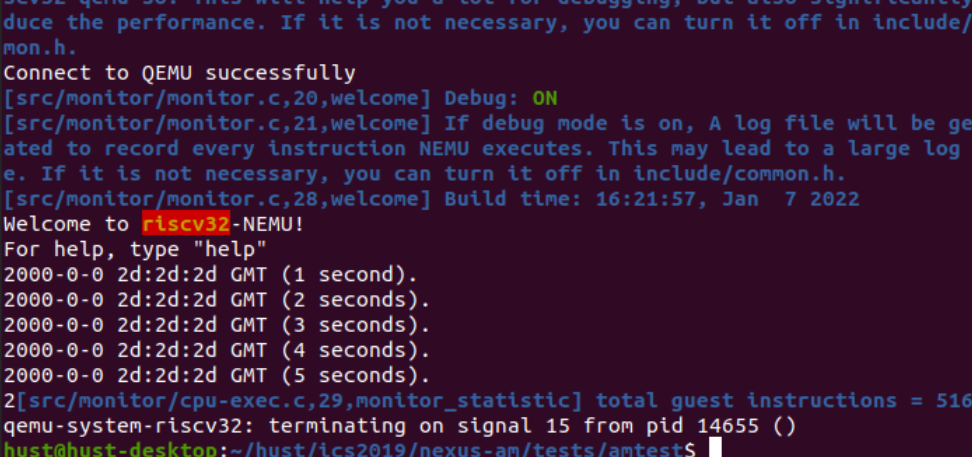 scv32-qemu-so. This will help you a lot for debugging, but also significantly
duce the performance. If it is not necessary, you can turn it off in include/
mon.h.
Connect to QEMU successfully
[src/monitor/monitor.c,20,welcome] Debug: ON
[src/monitor/monitor.c,21,welcome] If debug mode is on, A log file will be ge
ated to record every instruction NEMU executes. This may lead to a large log
e. If it is not necessary, you can turn it off in include/common.h.
[src/monitor/monitor.c,28,welcome] Build time: 16:21:57, Jan  7 2022
Welcome to riscv32-NEMU!
For help, type "help"
2000-0-0 2d:2d:2d GMT (1 second).
2000-0-0 2d:2d:2d GMT (2 seconds).
2000-0-0 2d:2d:2d GMT (3 seconds).
2000-0-0 2d:2d:2d GMT (4 seconds).
2000-0-0 2d:2d:2d GMT (5 seconds).
2[src/monitor/cpu-exec.c,29,monitor_statistic] total guest instructions = 516
qemu-system-riscv32: terminating on signal 15 from pid 14655 ()
hust@hust-desktop:~/hust/ics2019/nexus-am/tests/amtest$